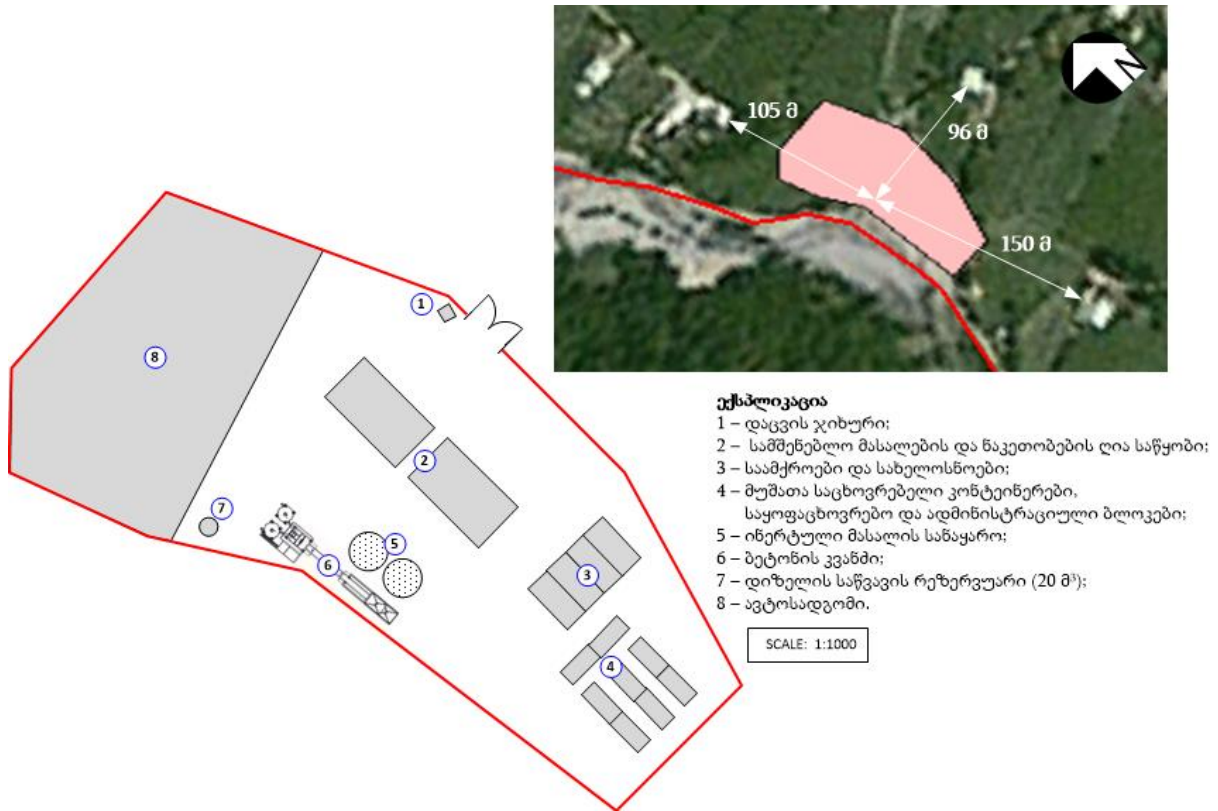 105 მ
96 მ
150 მ
N
ექსპლიკაცია
1 – დაცვის ჯიხური;
2 – სამშენებლო მასალების და ნაკეთობების ღია საწყობი;
3 – საამქროები და სახელოსნოები;
4 – მუშათა საცხოვრებელი კონტეინერები,
საყოფაცხოვრებო და ადმინისტრაციული ბლოკები;
5 – ინერტული მასალის სანაყარო;
6 – ბეტონის კვანძი;
7 – დიზელის საწვავის რეზერვუარი (20 მ³);
8 – ავტოსადგომი.
SCALE: 1:1000
1
8
2
7
5
6
3
4